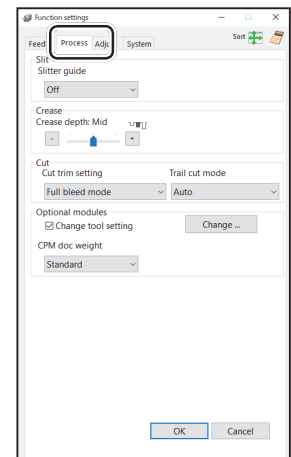 Function settings
Sort
Feed Process Adju System
Slit
Slitter guide
Off
Crease
Crease depth: Mid
- +
Cut
Cut trim setting Trail cut mode
Full bleed mode Auto
Optional modules
Change tool setting Change ...
CPM doc weight
Standard
OK Cancel